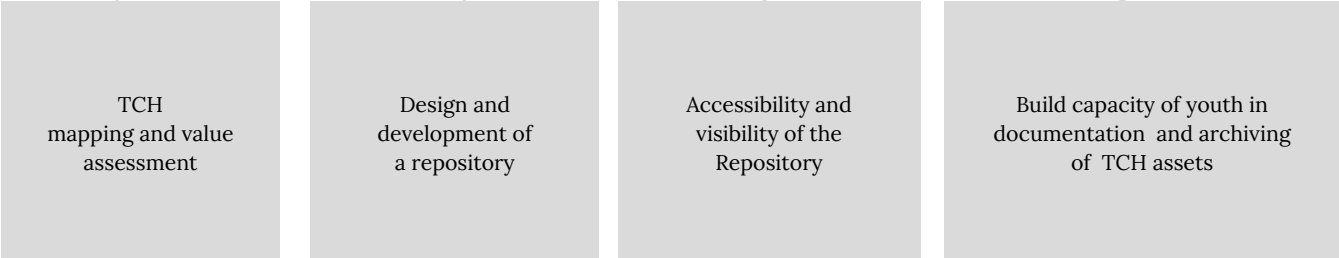 TCH
mapping and value
assessment
Design and
development of
a repository
Accessibility and
visibility of the
Repository
Build capacity of youth in
documentation  and archiving
of  TCH assets